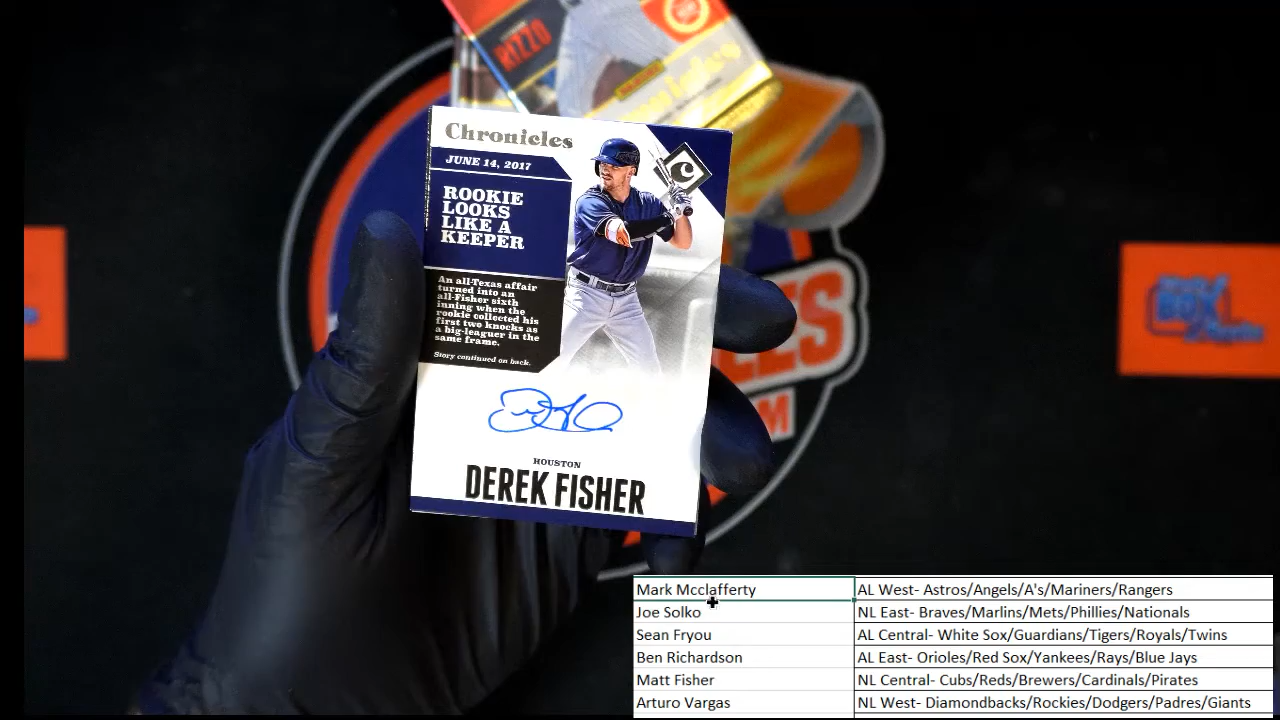 RIZZO
Chronicles
JUNE 14, 2017
ROOKIE
LOOKS
LIKE A
KEEPER
An all-Texas affair
turned into an
all-Fisher sixth
inning when the
rookie collected his
first two knocks as
a big-leaguer in the
same frame.
Story continued on back.
HOUSTON
DEREK FISHER
Mark Mcclafferty AL West- Astros/Angels/A's/Mariners/Rangers
Joe Solko NL East- Braves/Marlins/Mets/Phillies/Nationals
Sean Fryou AL Central- White Sox/Guardians/Tigers/Royals/Twins
Ben Richardson AL East- Orioles/Red Sox/Yankees/Rays/Blue Jays
Matt Fisher NL Central- Cubs/Reds/Brewers/Cardinals/Pirates
Arturo Vargas NL West- Diamondbacks/Rockies/Dodgers/Padres/Giants